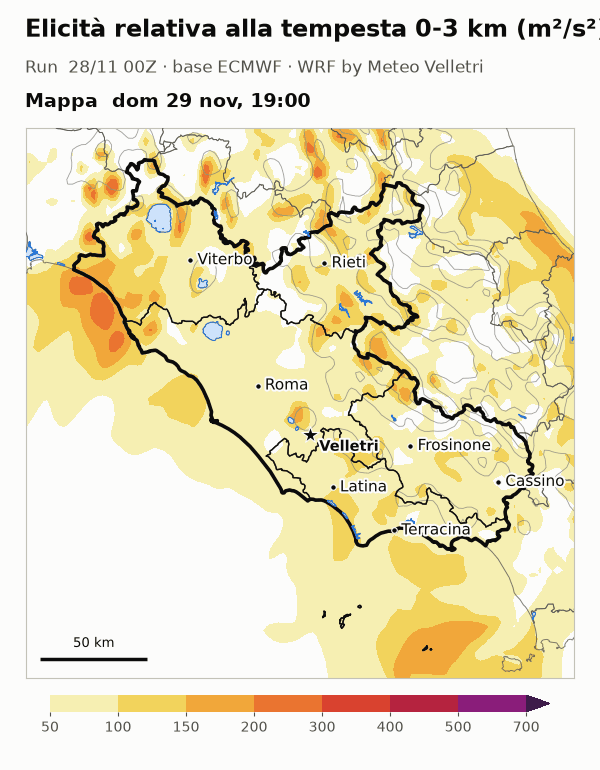 Elicità relativa alla tempesta 0-3 km (m²/s²)
Run  28/11 00Z · base ECMWF · WRF by Meteo Velletri
Mappa  dom 29 nov, 19:00
Viterbo
Rieti
Roma
Velletri
Frosinone
Cassino
Latina
Terracina
50 km
50 100 150 200 300 400 500 700